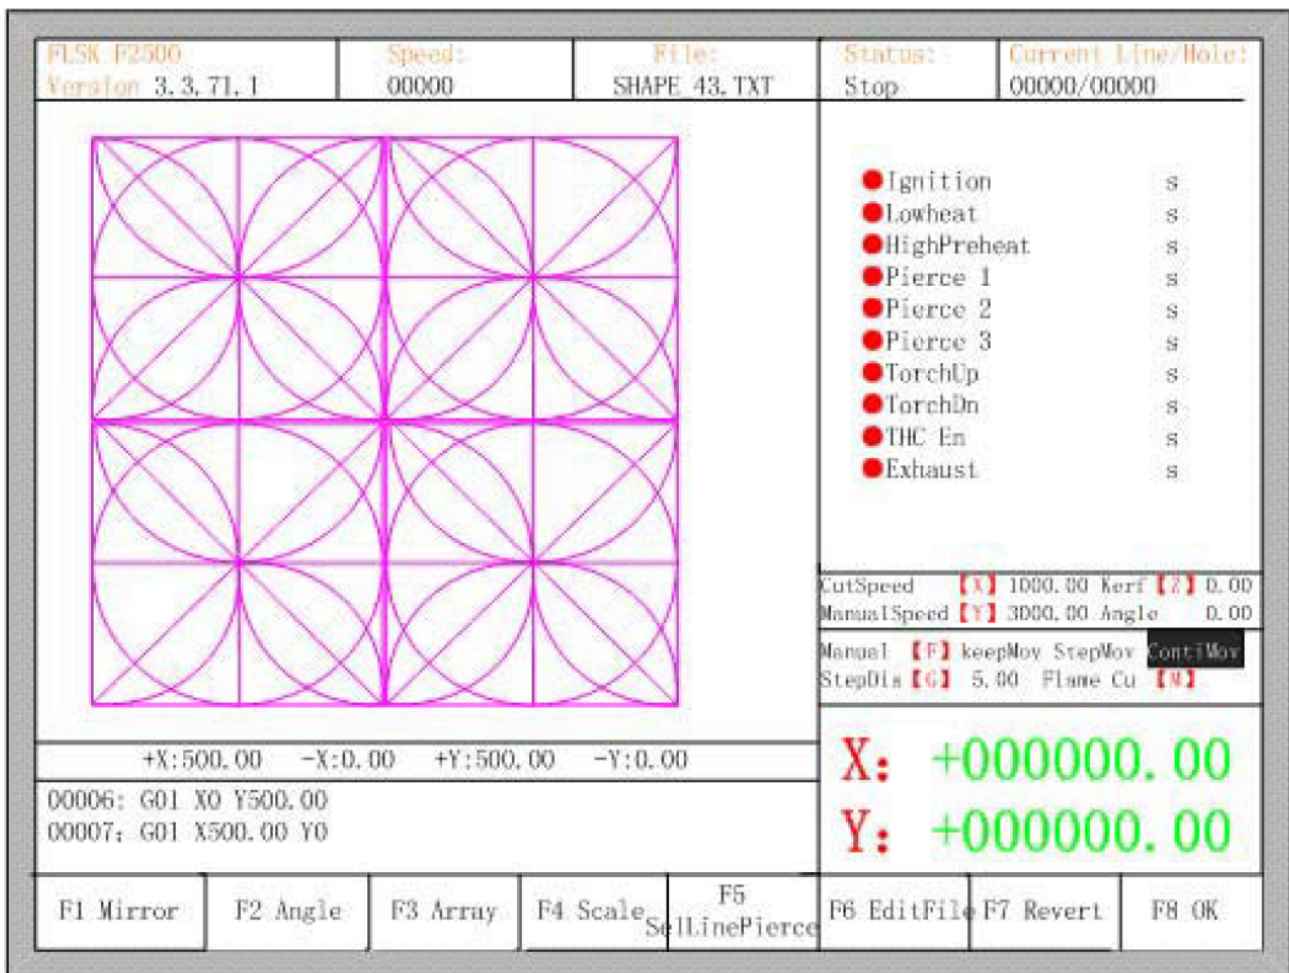 FLSK F2500
Version 3.3.71.I
Speed:
00000
File:
SHAPE 43.TXT
Status:
Stop
Current Line/Hole:
00000/00000
Ignition s
Lowheat s
HighPreheat s
Pierce 1 s
Pierce 2 s
Pierce 3 s
TorchUp s
TorchDn s
THC En s
Exhaust s
CutSpeed 【X】 1000.00 Kerf【Z】 0.00
ManualSpeed 【Y】 3000.00 Angle 0.00
Manual 【F】 keepMov StepMov ContiMov
StepDis【G】 5.00 Flame Cu 【M】
X: +000000.00
Y: +000000.00
+X:500.00 -X:0.00 +Y:500.00 -Y:0.00
00006: G01 X0 Y500.00
00007: G01 X500.00 Y0
F1 Mirror
F2 Angle
F3 Array
F4 Scale
F5
SelLinePierce
F6 EditFile
F7 Revert
F8 OK